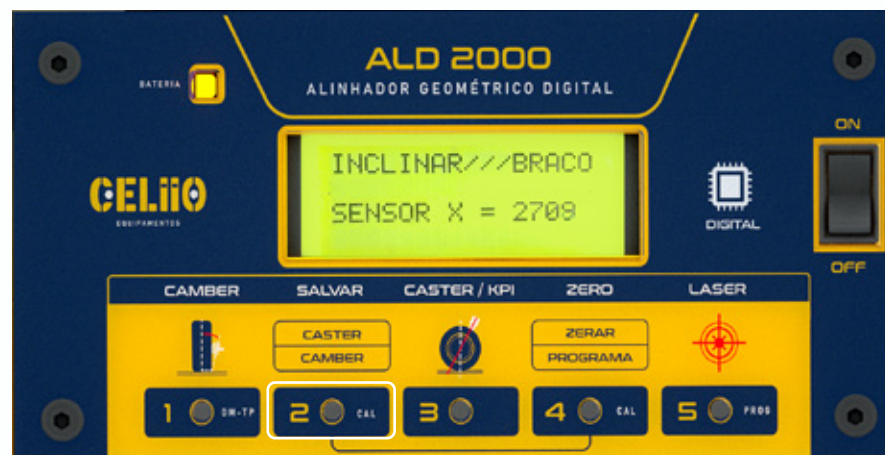 ALD 2000
ALINHADOR GEOMÉTRICO DIGITAL
BATERIA
INCLINAR///BRACO
SENSOR X = 2709
CELiiO
EQUIPAMENTOS
DIGITAL
ON
OFF
CAMBER SALVAR CASTER / KPI ZERO LASER
CASTER
CAMBER
ZERAR
PROGRAMA
1 DM-TP 2 CAL 3 4 CAL 5 PROG